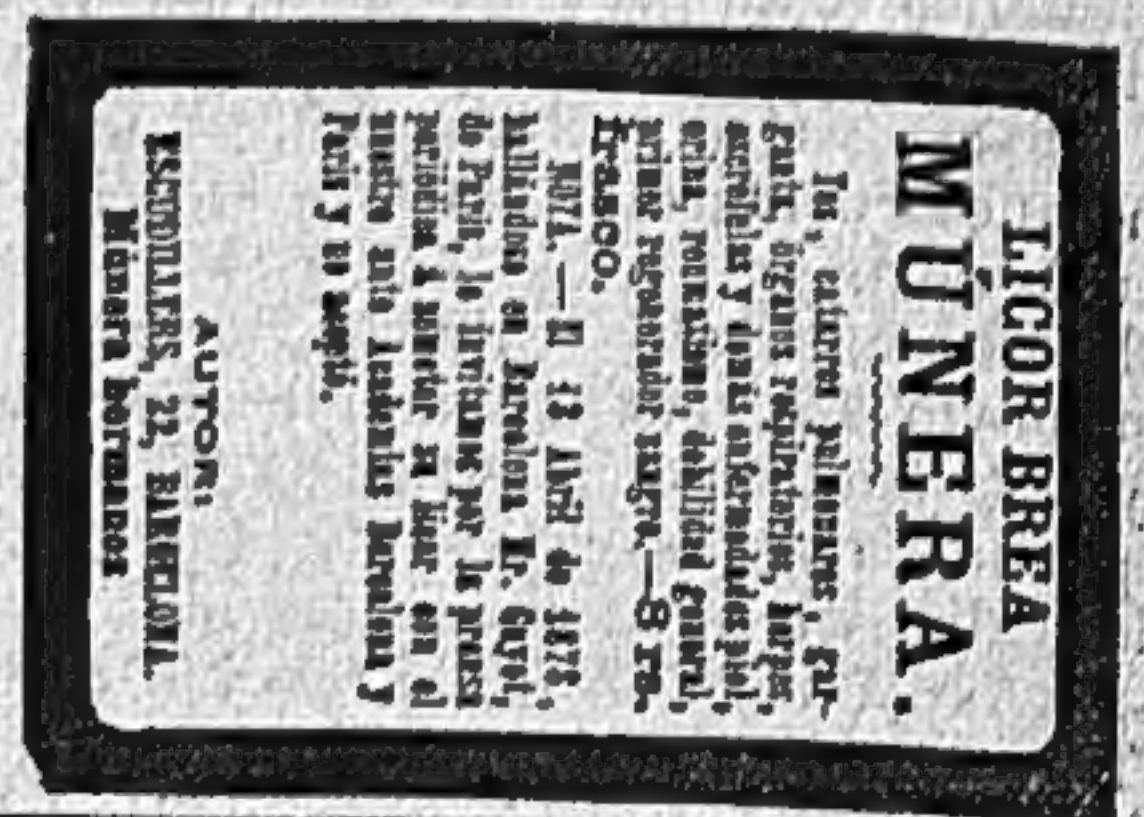 LICOR BREA
MÚNERA.
Tos, catarros pulmonares, gar-
ganta, órganos respiratorios, herpes,
escrófulas y demás enfermedades piel,
orina, reumatismo, debilidad general,
primer regenerador sangre.—8 rs.
frasco.
NOTA.—El 13 Abril de 1878,
hallándose en Barcelona Mr. Guyot,
de París, le invitamos por la prensa
periódica á medir su licor con el
nuestro ante Academias Barcelona y
París y no aceptó.
AUTOR:
ESCUDILLERS, 22, BARCELONA.
Múnera hermanos